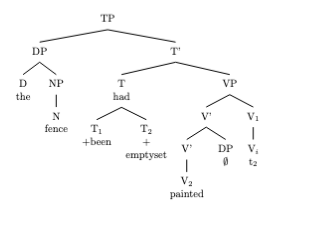 TP
DP T'
D NP T VP
the had
N T₁ T₂ V' V₁
fence +been + V' DP Vᵢ
emptyset ∅ t₂
V₂
painted